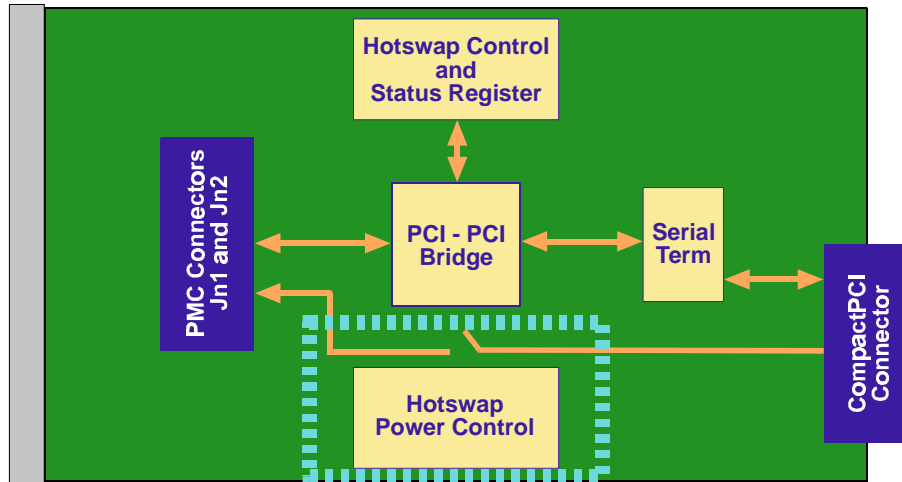 Hotswap Control
and
Status Register
PMC Connectors
Jn1 and Jn2
PCI - PCI
Bridge
Serial
Term
CompactPCI
Connector
Hotswap
Power Control